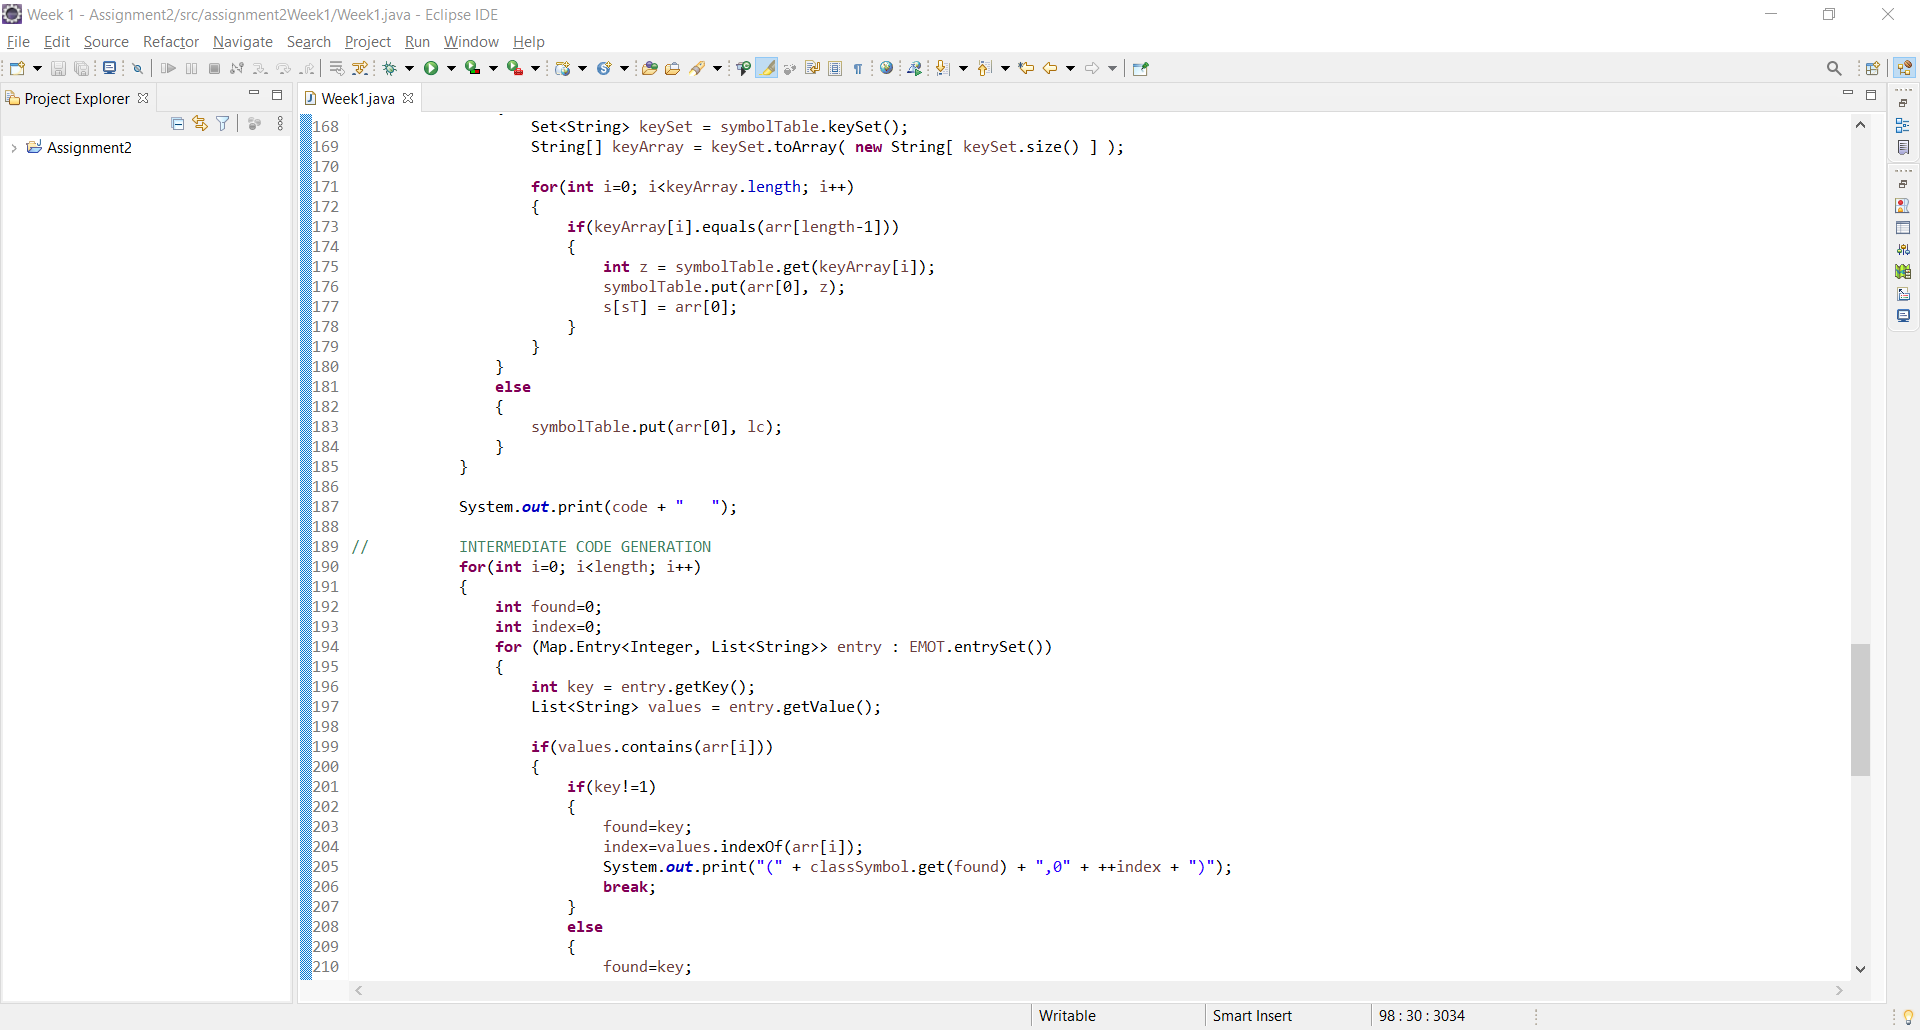 Week 1 - Assignment2/src/assignment2Week1/Week1.java - Eclipse IDE
File Edit Source Refactor Navigate Search Project Run Window Help
Project Explorer
Week1.java
Assignment2
168 Set<String> keySet = symbolTable.keySet();
169 String[] keyArray = keySet.toArray( new String[ keySet.size() ] );
170
171 for(int i=0; i<keyArray.length; i++)
172 {
173 if(keyArray[i].equals(arr[length-1]))
174 {
175 int z = symbolTable.get(keyArray[i]);
176 symbolTable.put(arr[0], z);
177 s[sT] = arr[0];
178 }
179 }
180 }
181 else
182 {
183 symbolTable.put(arr[0], lc);
184 }
185 }
186
187 System.out.print(code + "   ");
188
189 // INTERMEDIATE CODE GENERATION
190 for(int i=0; i<length; i++)
191 {
192 int found=0;
193 int index=0;
194 for (Map.Entry<Integer, List<String>> entry : EMOT.entrySet())
195 {
196 int key = entry.getKey();
197 List<String> values = entry.getValue();
198
199 if(values.contains(arr[i]))
200 {
201 if(key!=1)
202 {
203 found=key;
204 index=values.indexOf(arr[i]);
205 System.out.print("(" + classSymbol.get(found) + ",0" + ++index + ")");
206 break;
207 }
208 else
209 {
210 found=key;
Writable Smart Insert 98 : 30 : 3034